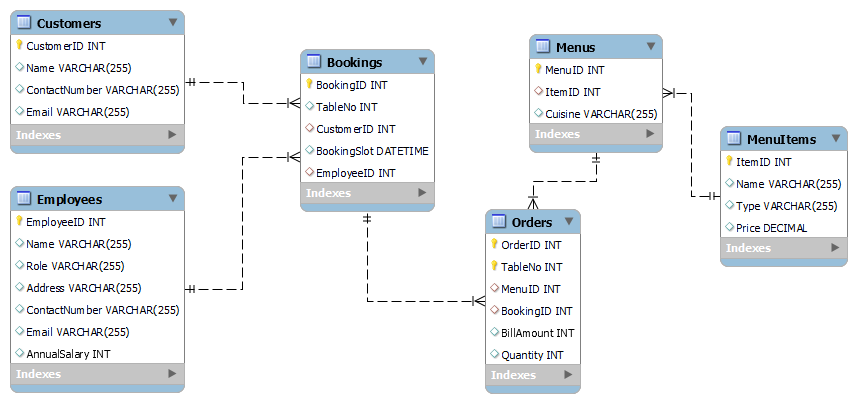 Customers
CustomerID INT
Name VARCHAR(255)
ContactNumber VARCHAR(255)
Email VARCHAR(255)
Indexes
Employees
EmployeeID INT
Name VARCHAR(255)
Role VARCHAR(255)
Address VARCHAR(255)
ContactNumber VARCHAR(255)
Email VARCHAR(255)
AnnualSalary INT
Indexes
Bookings
BookingID INT
TableNo INT
CustomerID INT
BookingSlot DATETIME
EmployeeID INT
Indexes
Menus
MenuID INT
ItemID INT
Cuisine VARCHAR(255)
Indexes
Orders
OrderID INT
TableNo INT
MenuID INT
BookingID INT
BillAmount INT
Quantity INT
Indexes
MenuItems
ItemID INT
Name VARCHAR(255)
Type VARCHAR(255)
Price DECIMAL
Indexes